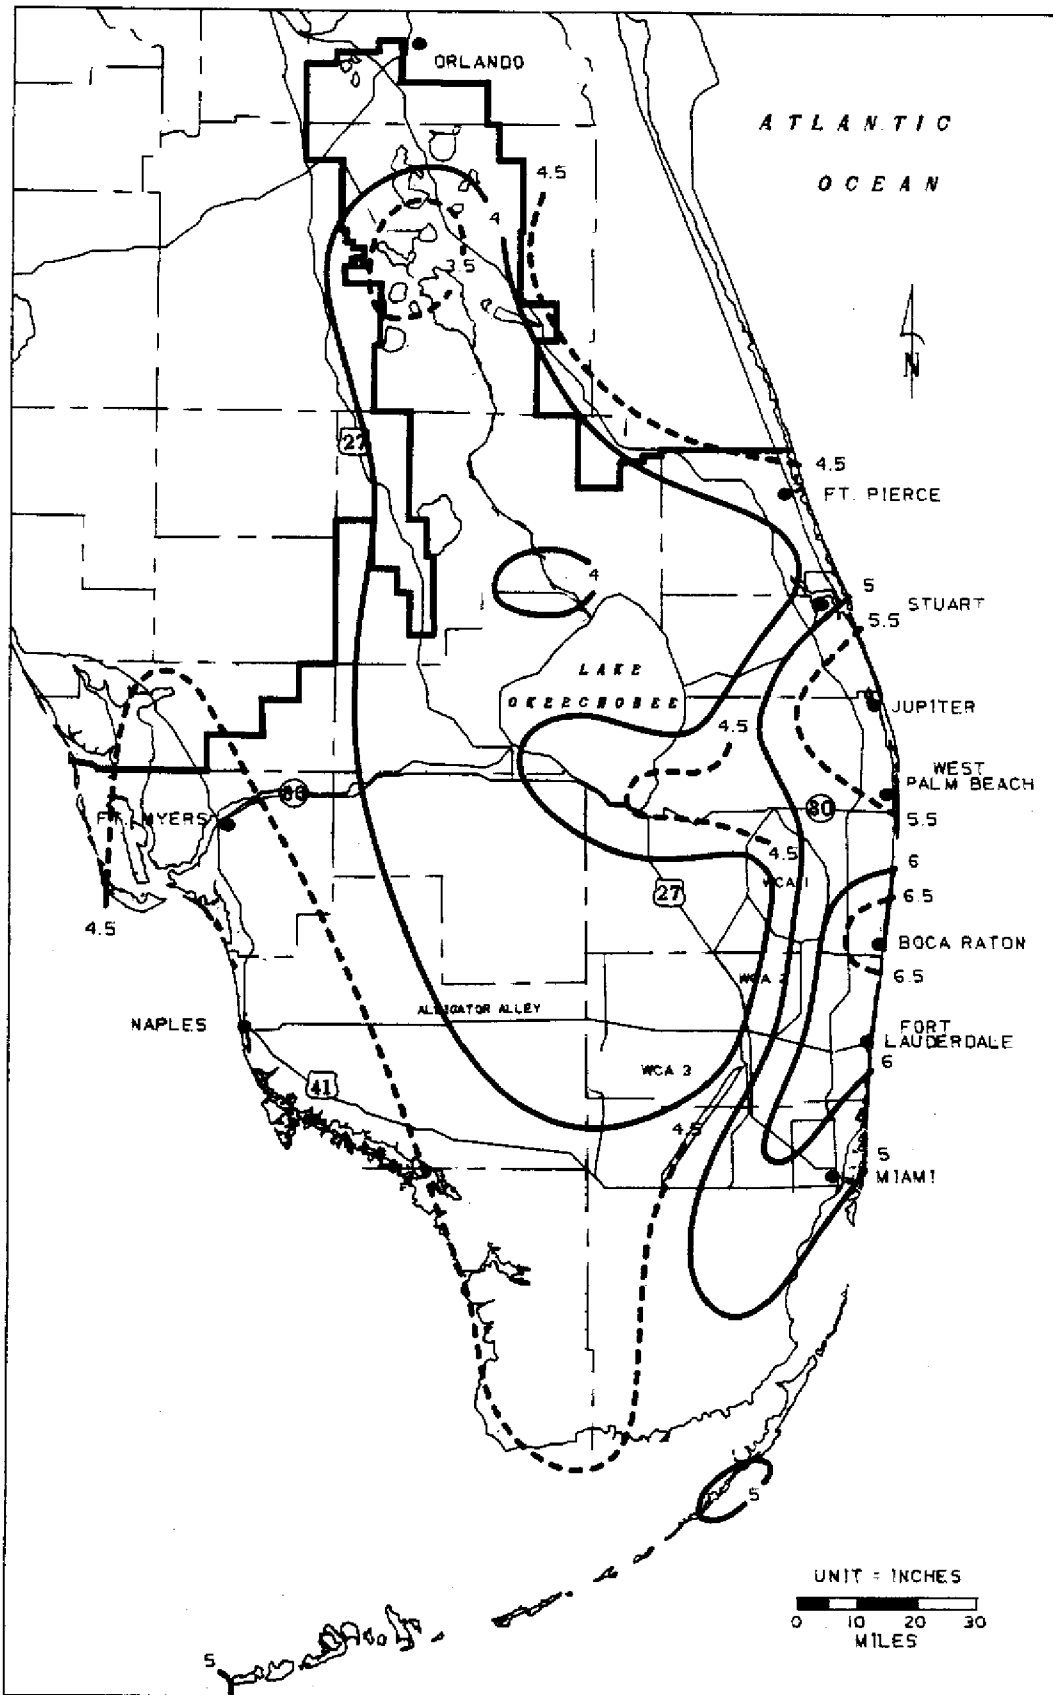 ORLANDO
ATLANTIC
OCEAN
4.5
4
3.5
N
27
4.5
FT. PIERCE
4
5
STUART
5.5
LAKE
OKEECHOBEE
JUPITER
4.5
WEST
PALM BEACH
80
80
5.5
FT. MYERS
4.5
WCA 1
6
6.5
27
4.5
BOCA RATON
6.5
WCA 2
ALLIGATOR ALLEY
NAPLES
FORT
LAUDERDALE
6
WCA 3
41
4.5
5
MIAMI
5
UNIT = INCHES
0 10 20 30
MILES
5